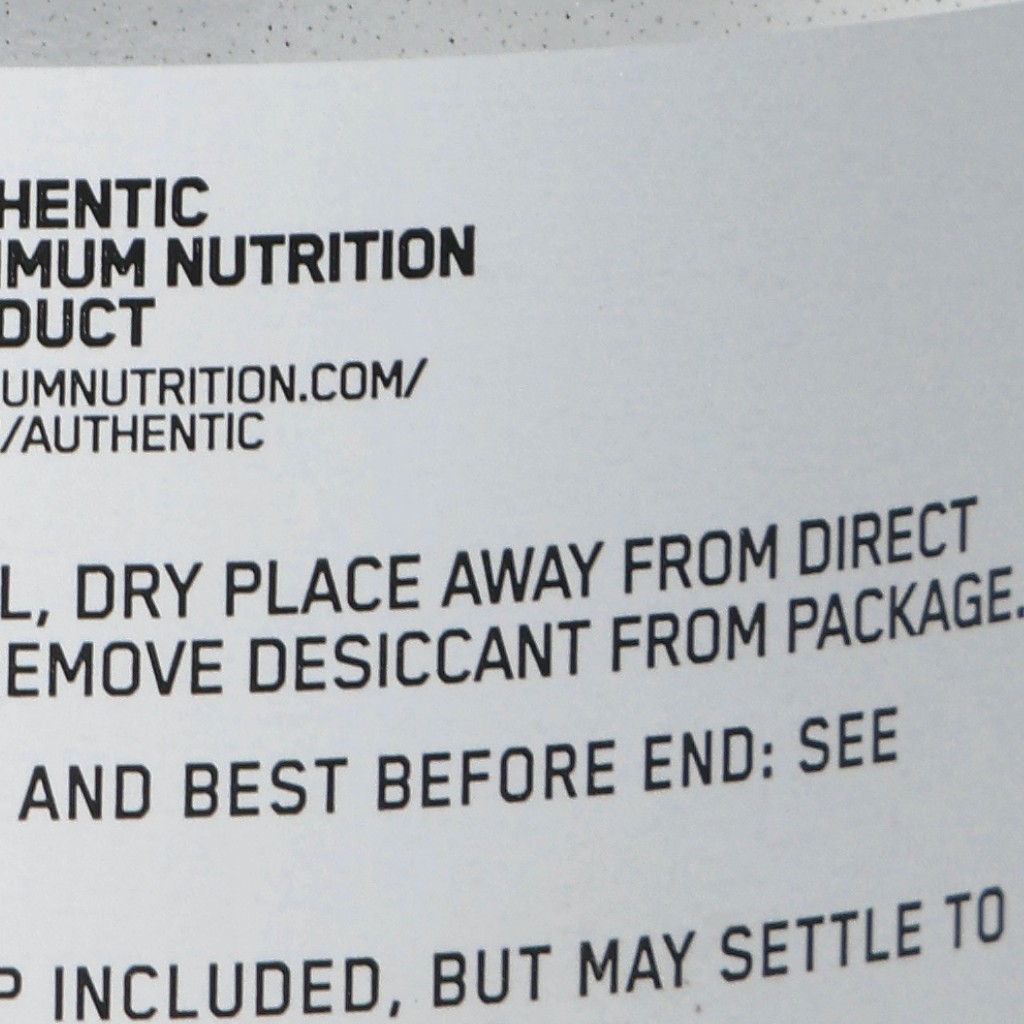 HENTIC
IMUM NUTRITION
DUCT
UMNUTRITION.COM/
/AUTHENTIC
L, DRY PLACE AWAY FROM DIRECT
EMOVE DESICCANT FROM PACKAGE.
AND BEST BEFORE END: SEE
P INCLUDED, BUT MAY SETTLE TO